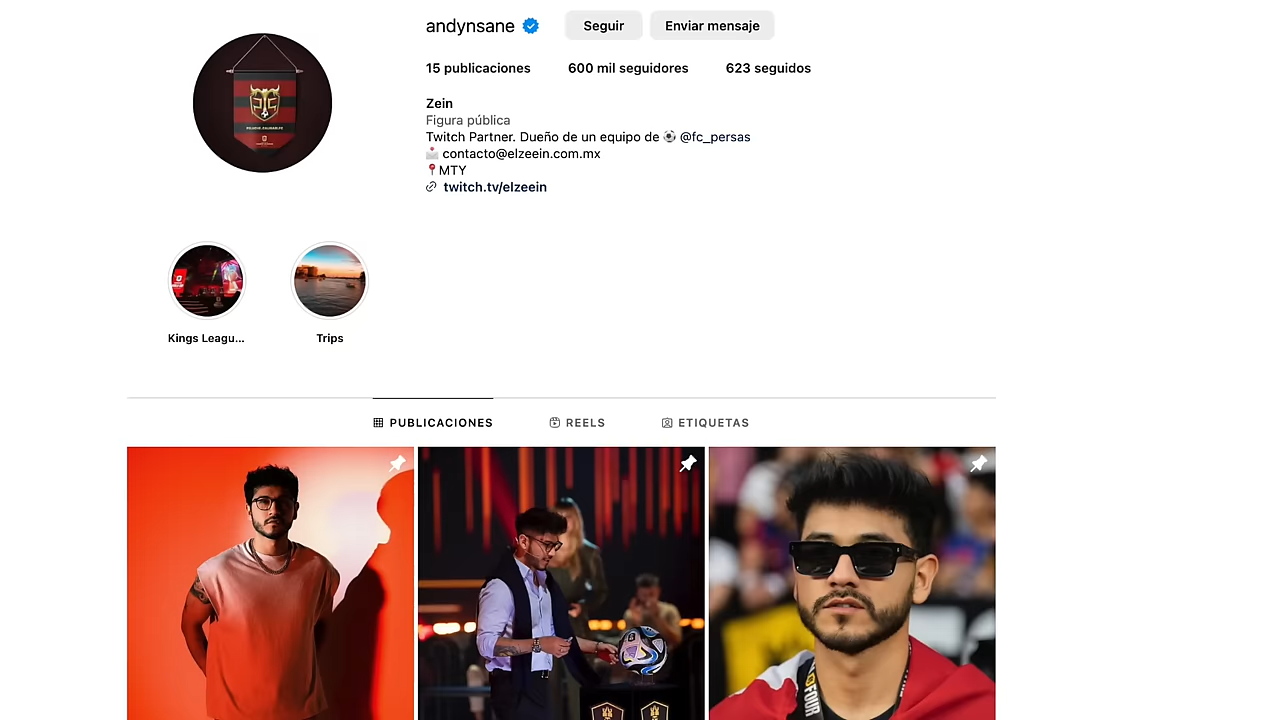 andynsane
Seguir
Enviar mensaje
15 publicaciones
600 mil seguidores
623 seguidos
Zein
Figura pública
Twitch Partner. Dueño de un equipo de ⚽ @fc_persas
📩 contacto@elzeein.com.mx
📍MTY
twitch.tv/elzeein
Kings Leagu...
Trips
PUBLICACIONES
REELS
ETIQUETAS
FOUR